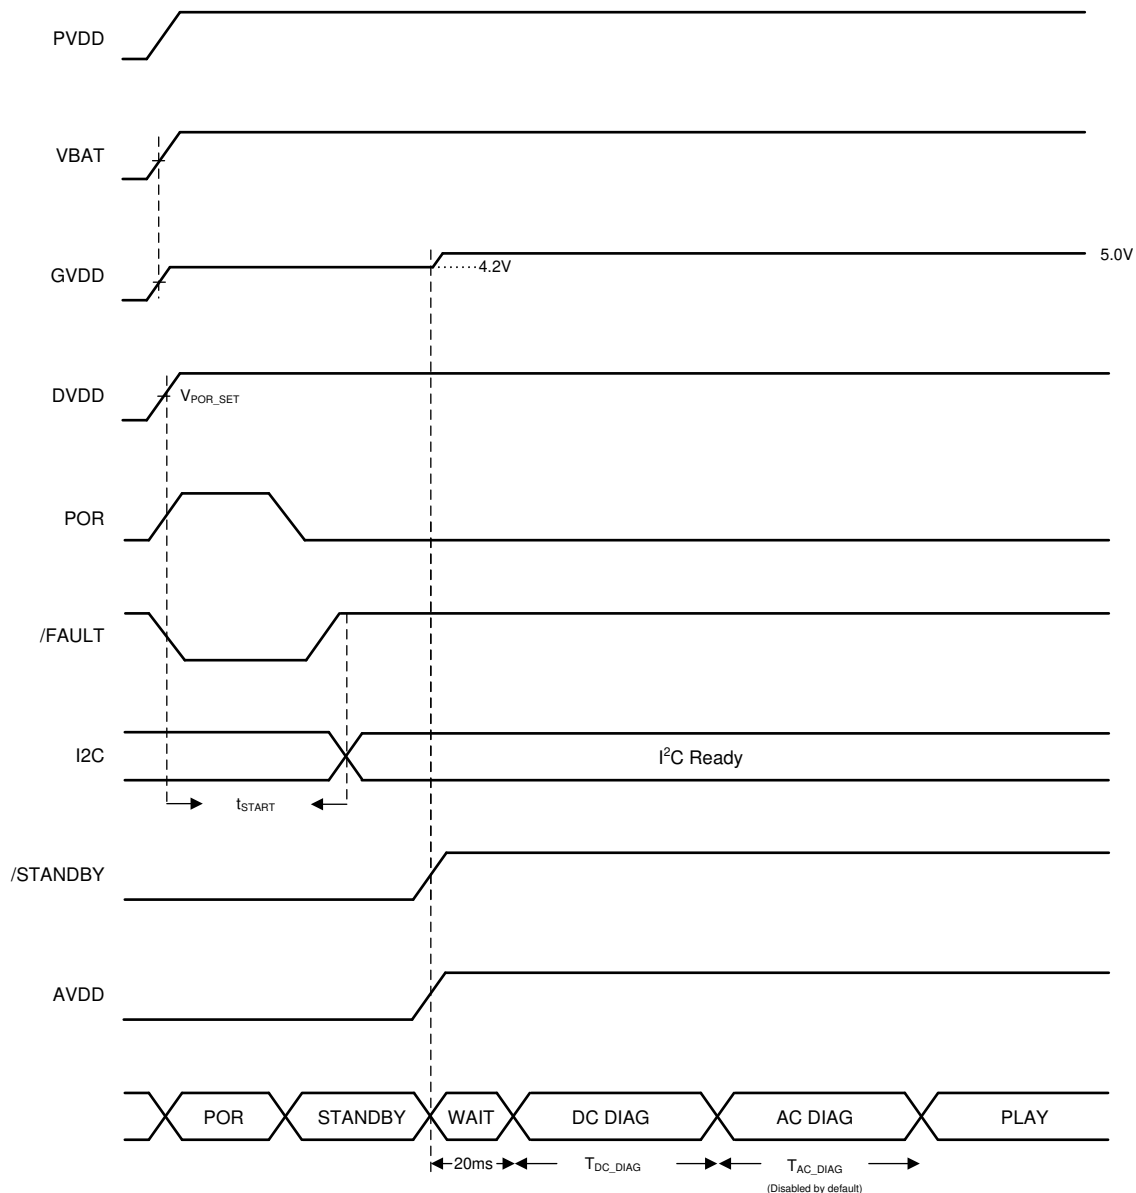 PVDD
VBAT
GVDD
4.2V
5.0V
DVDD
VPOR_SET
POR
/FAULT
I2C
I²C Ready
tSTART
/STANDBY
AVDD
POR STANDBY WAIT DC DIAG AC DIAG PLAY
20ms TDC_DIAG TAC_DIAG
(Disabled by default)